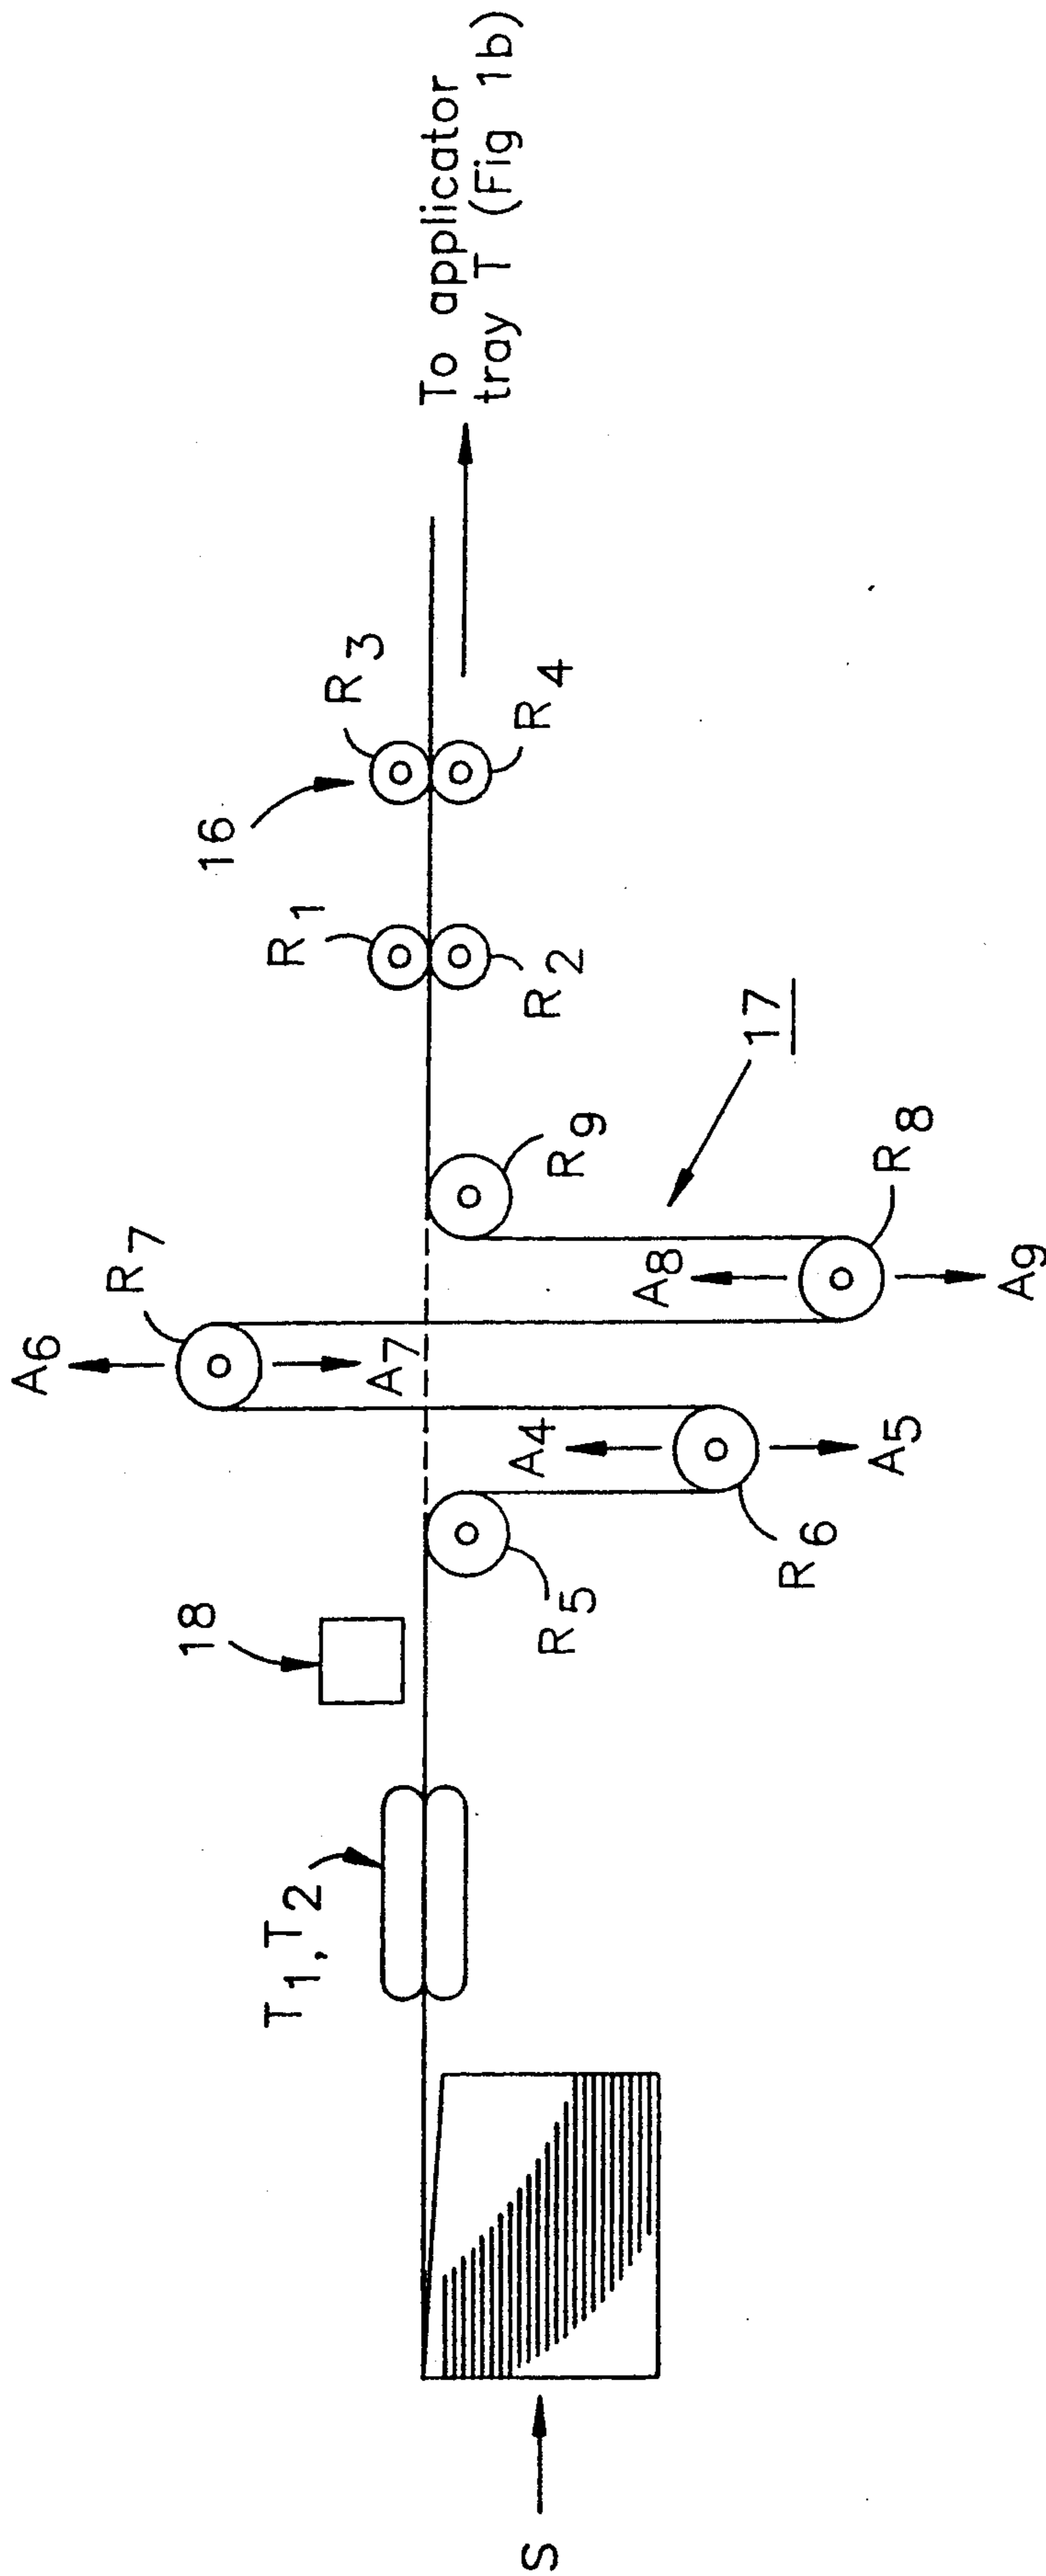 S
T1,T2
18
R5
R6
A4
A5
A6
R7
A7
A8
A9
R8
R9
17
R1
R2
16
R3
R4
To applicator
tray T (Fig 1b)